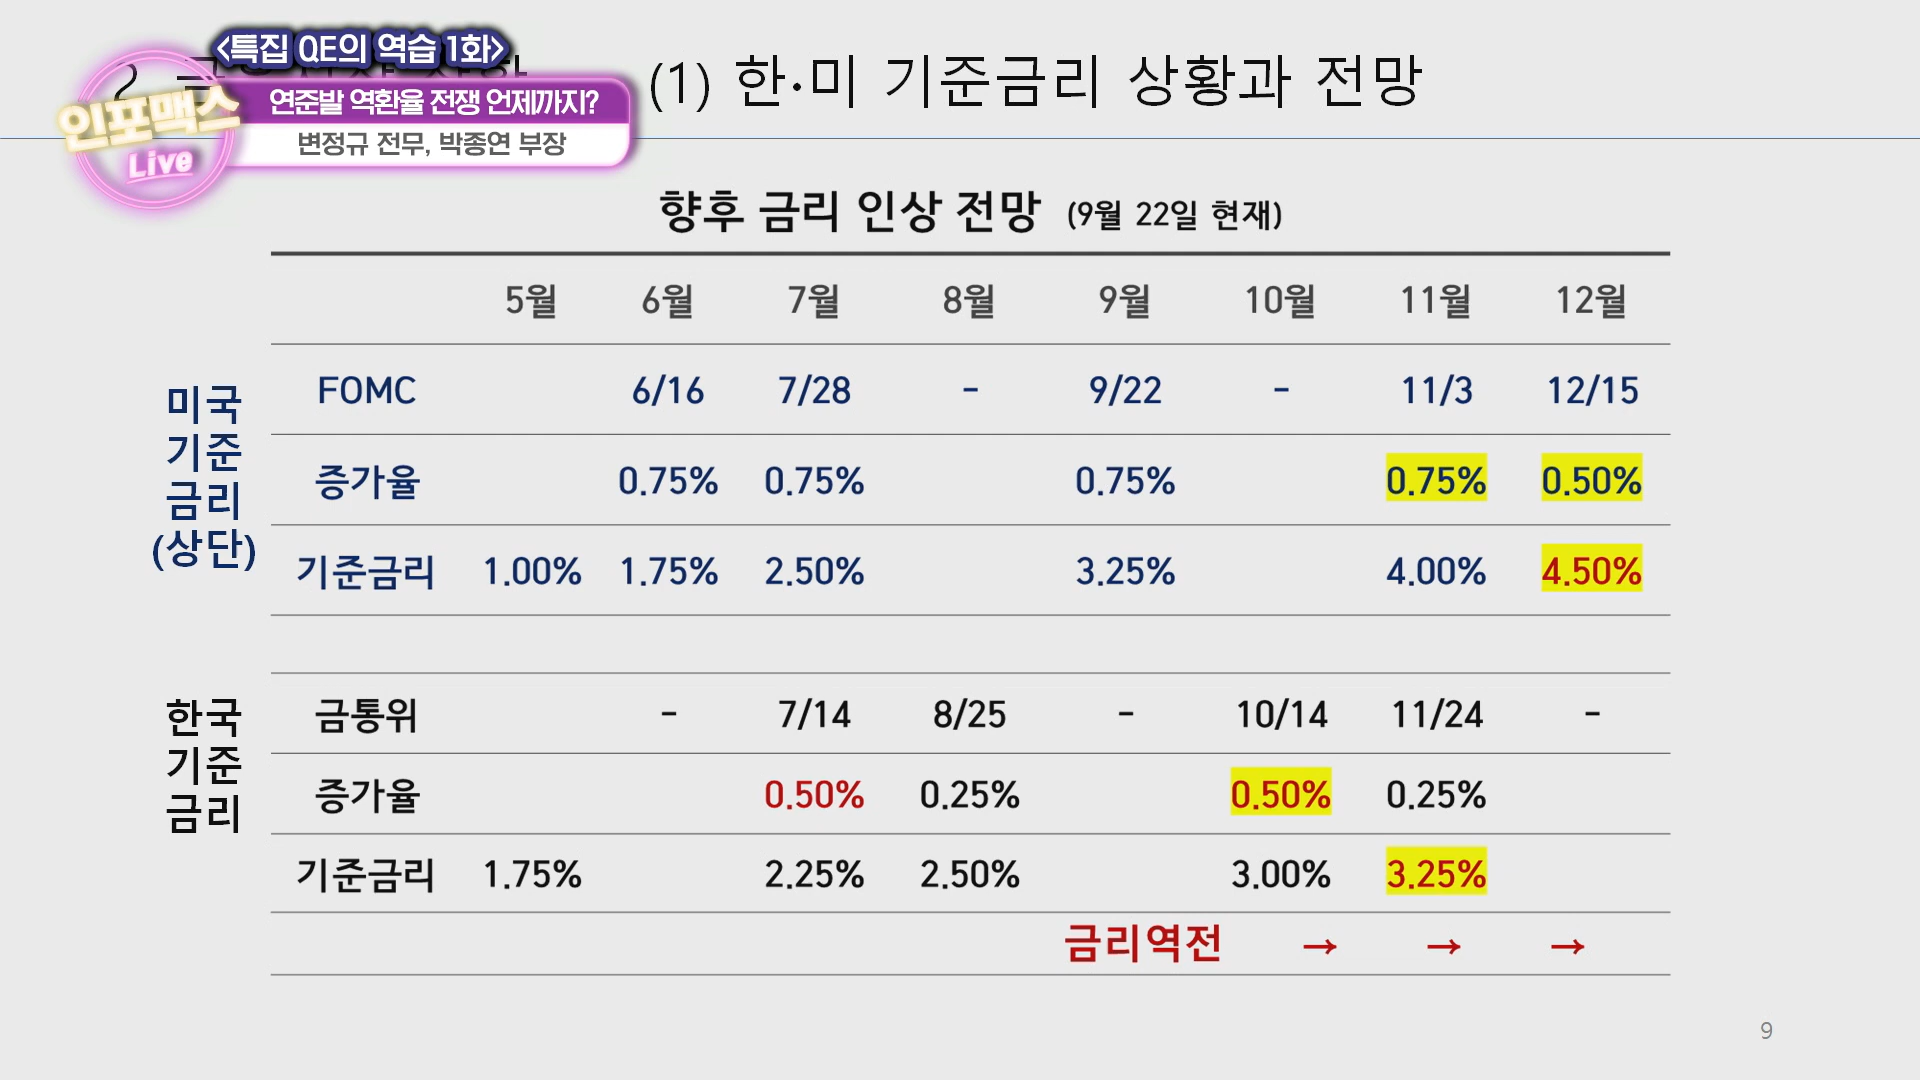 <특집 QE의 역습 1화>
연준발 역환율 전쟁 언제까지?
변정규 전무, 박종연 부장
인포맥스
Live
(1) 한·미 기준금리 상황과 전망
향후 금리 인상 전망 (9월 22일 현재)
5월 6월 7월 8월 9월 10월 11월 12월
미국
기준
금리
(상단)
FOMC 6/16 7/28 - 9/22 - 11/3 12/15
증가율 0.75% 0.75% 0.75% 0.75% 0.50%
기준금리 1.00% 1.75% 2.50% 3.25% 4.00% 4.50%
한국
기준
금리
금통위 - 7/14 8/25 - 10/14 11/24 -
증가율 0.50% 0.25% 0.50% 0.25%
기준금리 1.75% 2.25% 2.50% 3.00% 3.25%
금리역전 → → →
9